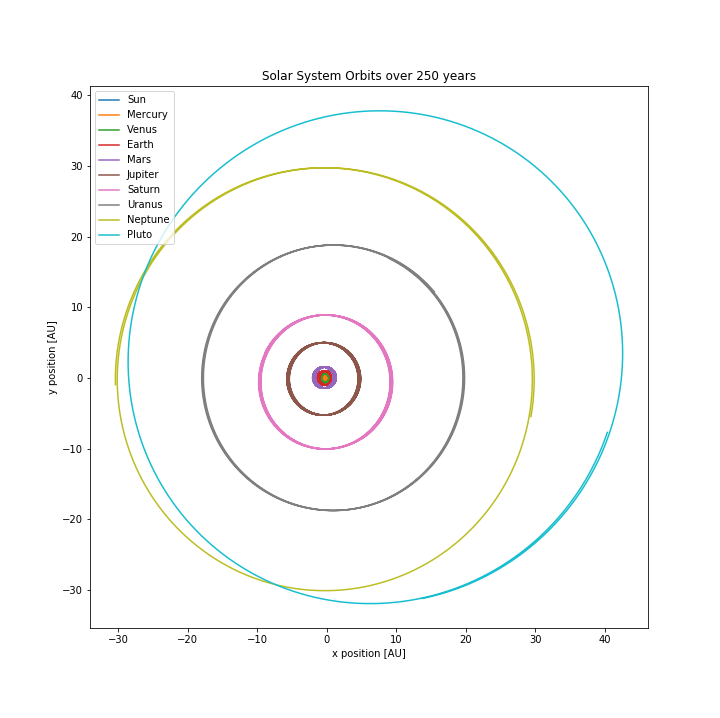 Solar System Orbits over 250 years
Sun
Mercury
Venus
Earth
Mars
Jupiter
Saturn
Uranus
Neptune
Pluto
y position [AU]
40
30
20
10
0
−10
−20
−30
−30
−20
−10
0
10
20
30
40
x position [AU]